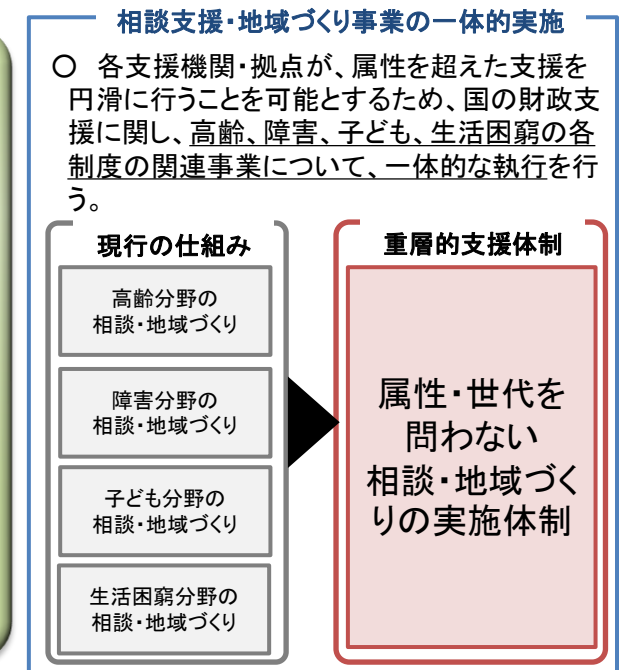 相談支援・地域づくり事業の一体的実施
○ 各支援機関・拠点が、属性を超えた支援を
円滑に行うことを可能とするため、国の財政支
援に関し、高齢、障害、子ども、生活困窮の各
制度の関連事業について、一体的な執行を行
う。
現行の仕組み
高齢分野の
相談・地域づくり
障害分野の
相談・地域づくり
子ども分野の
相談・地域づくり
生活困窮分野の
相談・地域づくり
重層的支援体制
属性・世代を
問わない
相談・地域づく
りの実施体制